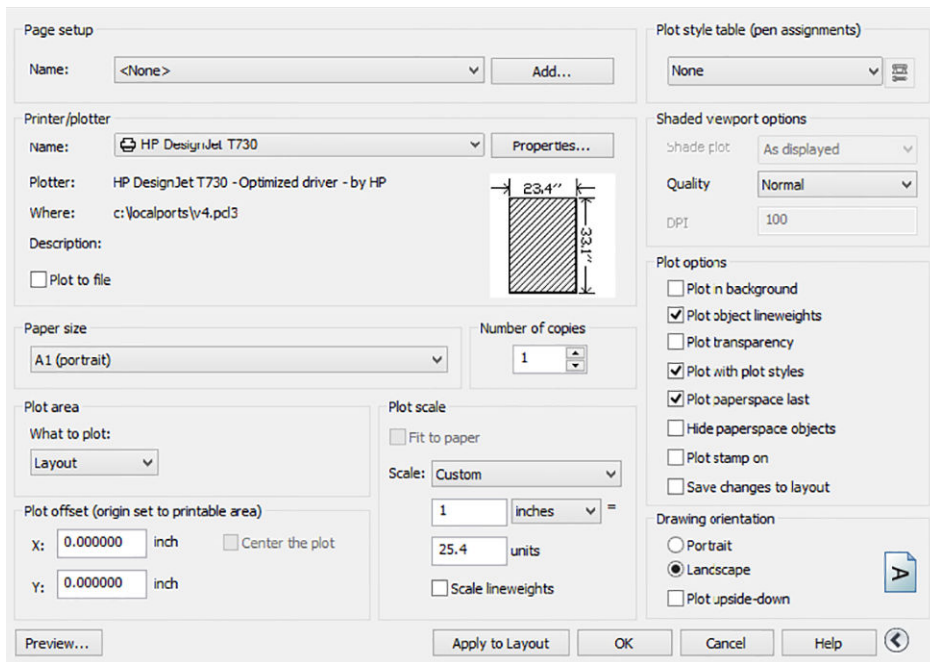 Page setup
Name:
<None>
Add...
Printer/plotter
Name:
HP DesignJet T730
Properties...
Plotter:
HP DesignJet T730 - Optimized driver - by HP
Where:
c:\localports\v4.pcl3
Description:
Plot to file
23.4″
33.1″
Paper size
A1 (portrait)
Number of copies
1
Plot area
What to plot:
Layout
Plot offset (origin set to printable area)
X:
0.000000
inch
Center the plot
Y:
0.000000
inch
Plot scale
Fit to paper
Scale:
Custom
1
inches
=
25.4
units
Scale lineweights
Plot style table (pen assignments)
None
Shaded viewport options
Shade plot
As displayed
Quality
Normal
DPI
100
Plot options
Plot in background
Plot object lineweights
Plot transparency
Plot with plot styles
Plot paperspace last
Hide paperspace objects
Plot stamp on
Save changes to layout
Drawing orientation
Portrait
Landscape
Plot upside-down
A
Preview...
Apply to Layout
OK
Cancel
Help